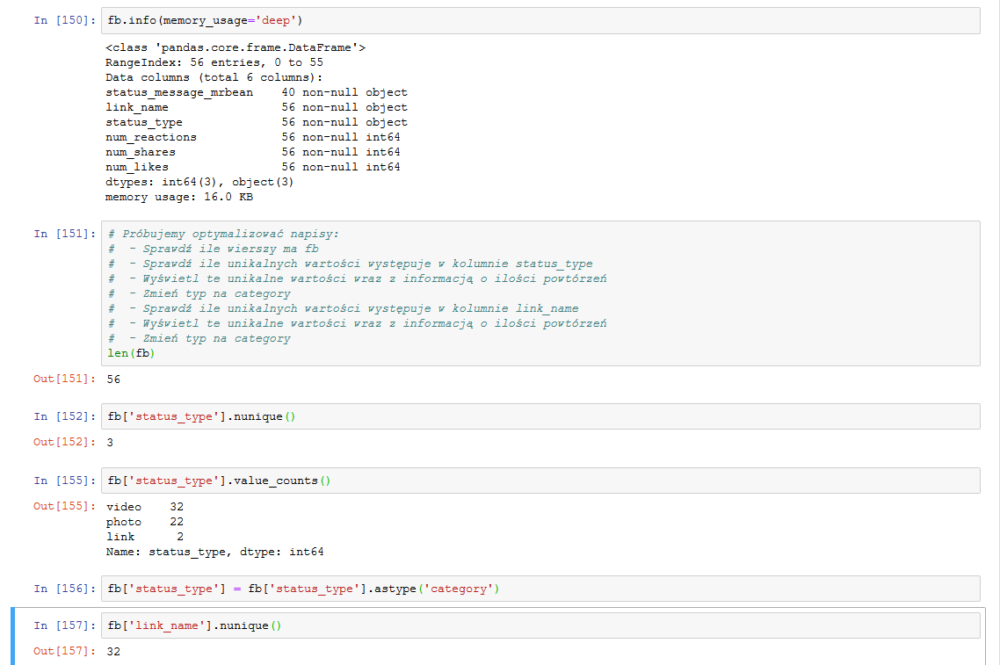 In [150]: fb.info(memory_usage='deep')
<class 'pandas.core.frame.DataFrame'>
RangeIndex: 56 entries, 0 to 55
Data columns (total 6 columns):
status_message_mrbean    40 non-null object
link_name                56 non-null object
status_type              56 non-null object
num_reactions            56 non-null int64
num_shares               56 non-null int64
num_likes                56 non-null int64
dtypes: int64(3), object(3)
memory usage: 16.0 KB
In [151]: # Próbujemy optymalizować napisy:
#  - Sprawdź ile wierszy ma fb
#  - Sprawdź ile unikalnych wartości występuje w kolumnie status_type
#  - Wyświetl te unikalne wartości wraz z informacją o ilości powtórzeń
#  - Zmień typ na category
#  - Sprawdź ile unikalnych wartości występuje w kolumnie link_name
#  - Wyświetl te unikalne wartości wraz z informacją o ilości powtórzeń
#  - Zmień typ na category
len(fb)
Out[151]: 56
In [152]: fb['status_type'].nunique()
Out[152]: 3
In [155]: fb['status_type'].value_counts()
Out[155]: video    32
photo    22
link      2
Name: status_type, dtype: int64
In [156]: fb['status_type'] = fb['status_type'].astype('category')
In [157]: fb['link_name'].nunique()
Out[157]: 32